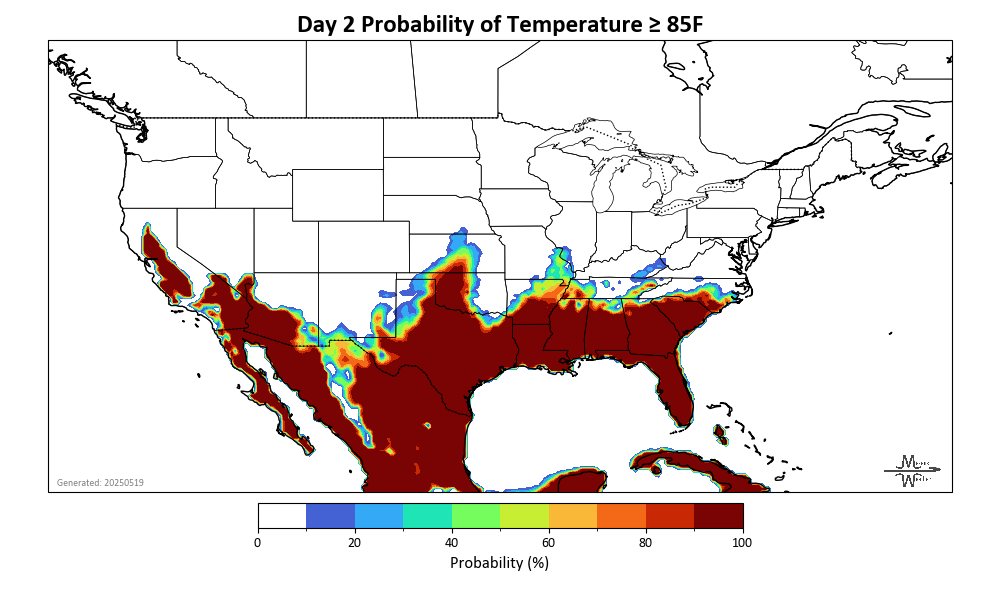 Day 2 Probability of Temperature ≥ 85F
Generated: 20250519
0 20 40 60 80 100
Probability (%)